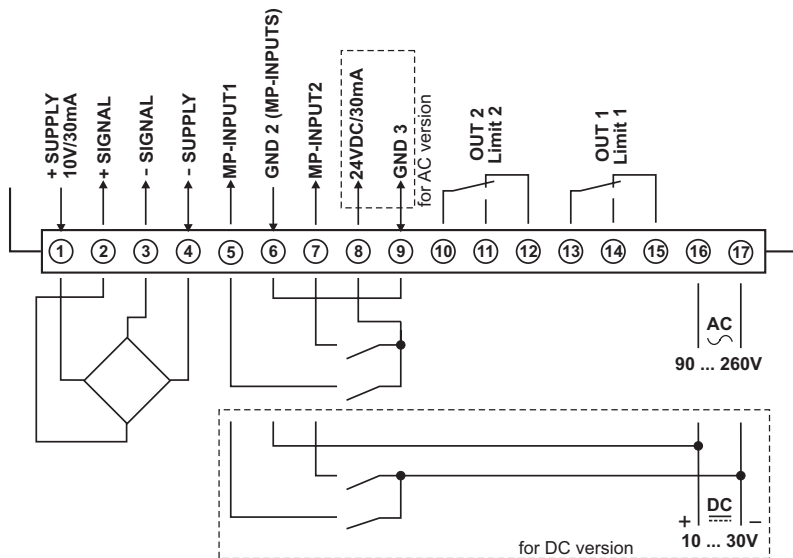 + SUPPLY
10V/30mA
+ SIGNAL
- SIGNAL
- SUPPLY
MP-INPUT1
GND 2 (MP-INPUTS)
MP-INPUT2
24VDC/30mA
GND 3
for AC version
OUT 2
Limit 2
OUT 1
Limit 1
1 2 3 4 5 6 7 8 9 10 11 12 13 14 15 16 17
AC
90 ... 260V
+ DC –
10 ... 30V
for DC version